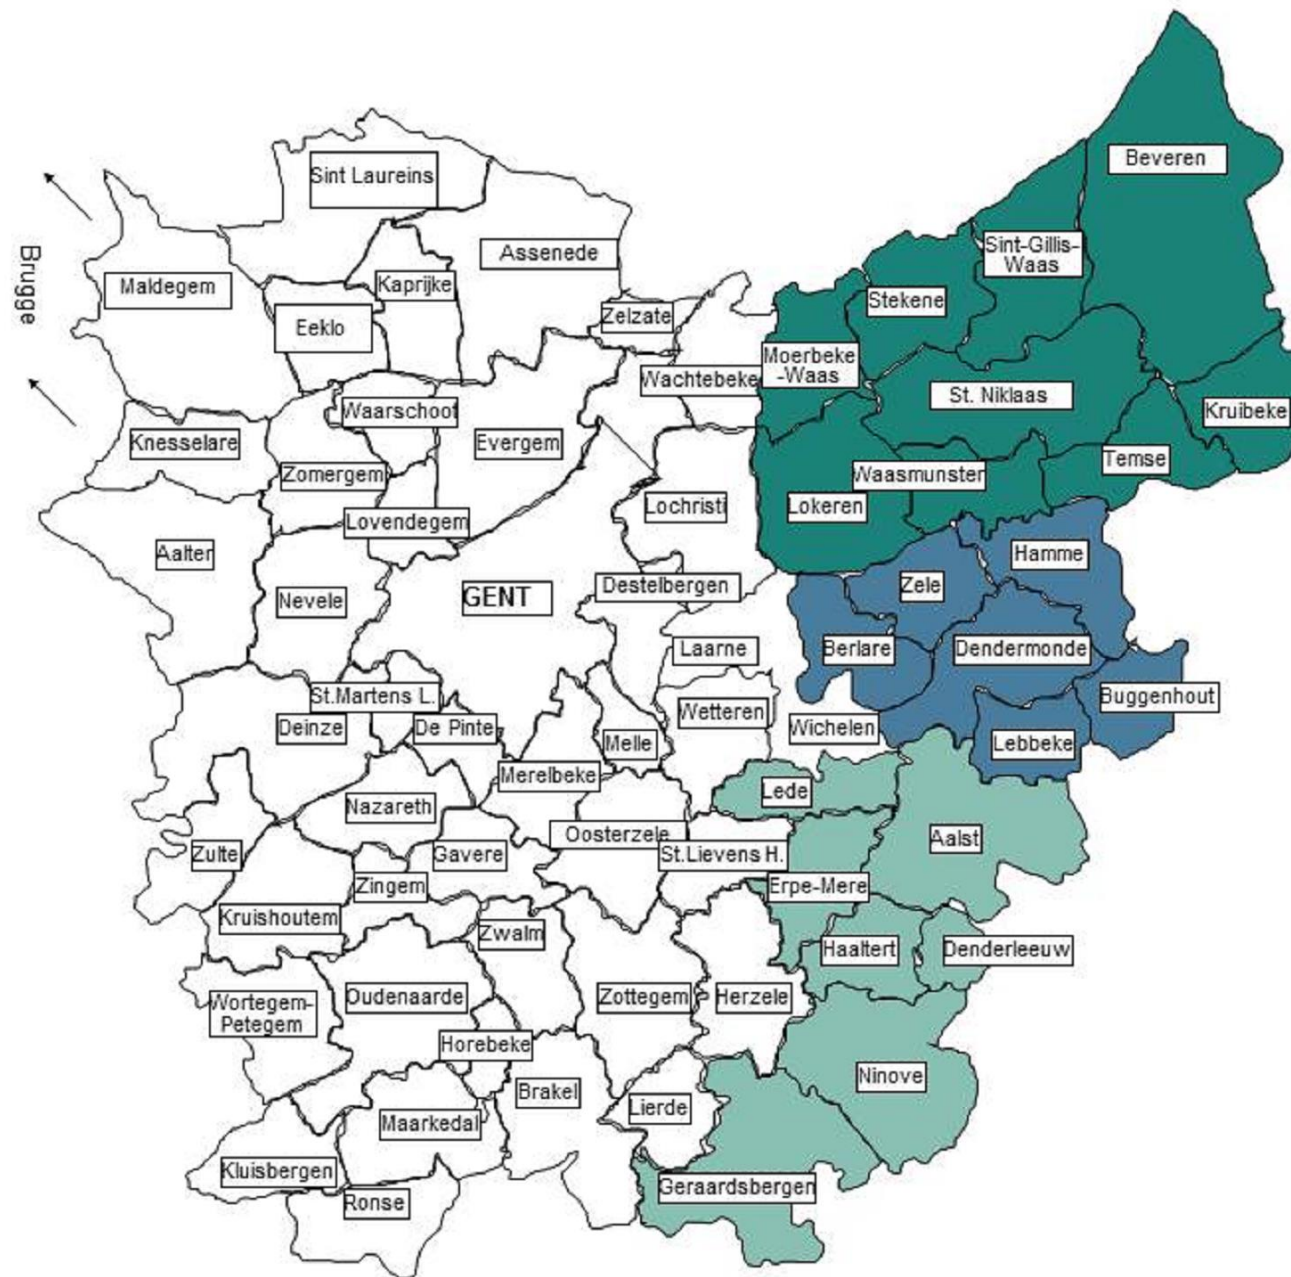 Beveren
Sint Laureins
Sint-Gillis-
Waas
Assenede
Brugge
Maldegem
Kaprijke
Stekene
Eeklo
Zelzate
Moerbeke
-Waas
Wachtebeke
St. Niklaas
Kruibeke
Waarschoot
Knesselare
Evergem
Temse
Zomergem
Waasmunster
Lochristi
Lokeren
Lovendegem
Aalter
Hamme
Destelbergen
Zele
Nevele
GENT
Laarne
Berlare
Dendermonde
St.Martens L.
Buggenhout
Deinze
De Pinte
Wetteren
Wichelen
Melle
Lebbeke
Merelbeke
Lede
Nazareth
Oosterzele
Aalst
Zulte
Gavere
St.Lievens H.
Zingem
Erpe-Mere
Kruishoutem
Zwalm
Haaltert
Denderleeuw
Wortegem-
Petegem
Oudenaarde
Zottegem
Herzele
Horebeke
Ninove
Brakel
Lierde
Maarkedal
Kluisbergen
Geraardsbergen
Ronse